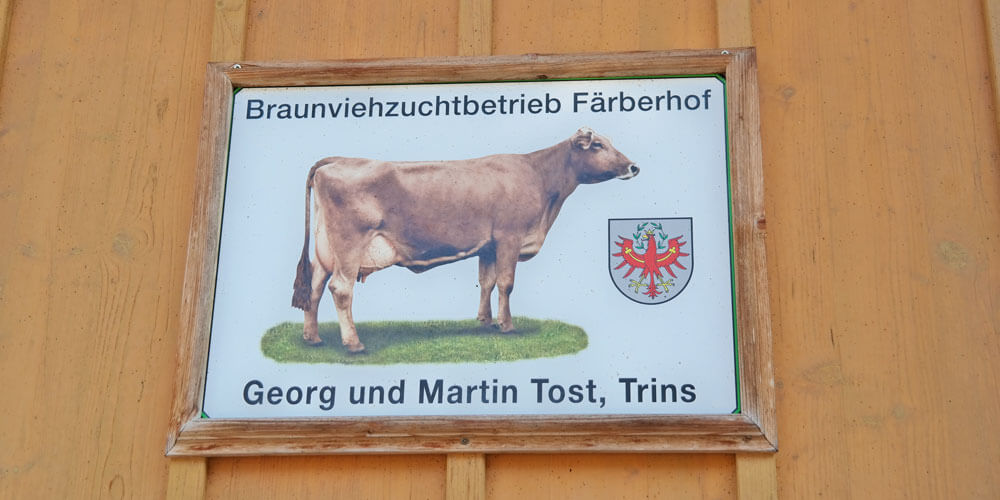 Braunviehzuchtbetrieb Färberhof
Georg und Martin Tost, Trins